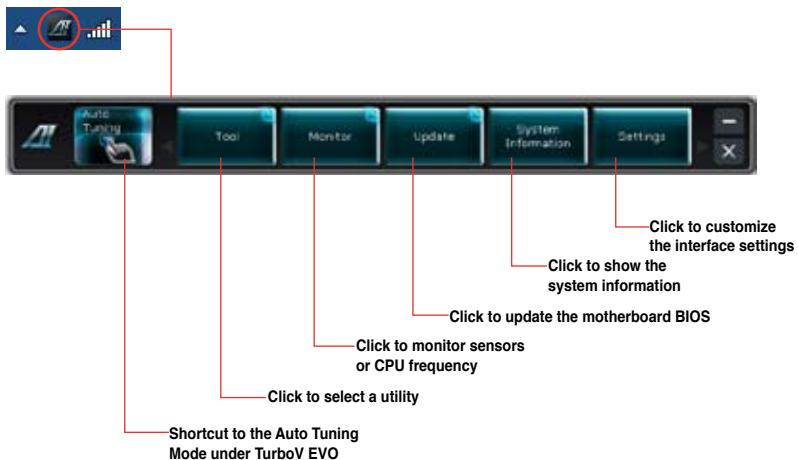 Auto
Tuning
Tool
Monitor
Update
System
Information
Settings
Click to customize
the interface settings
Click to show the
system information
Click to update the motherboard BIOS
Click to monitor sensors
or CPU frequency
Click to select a utility
Shortcut to the Auto Tuning
Mode under TurboV EVO